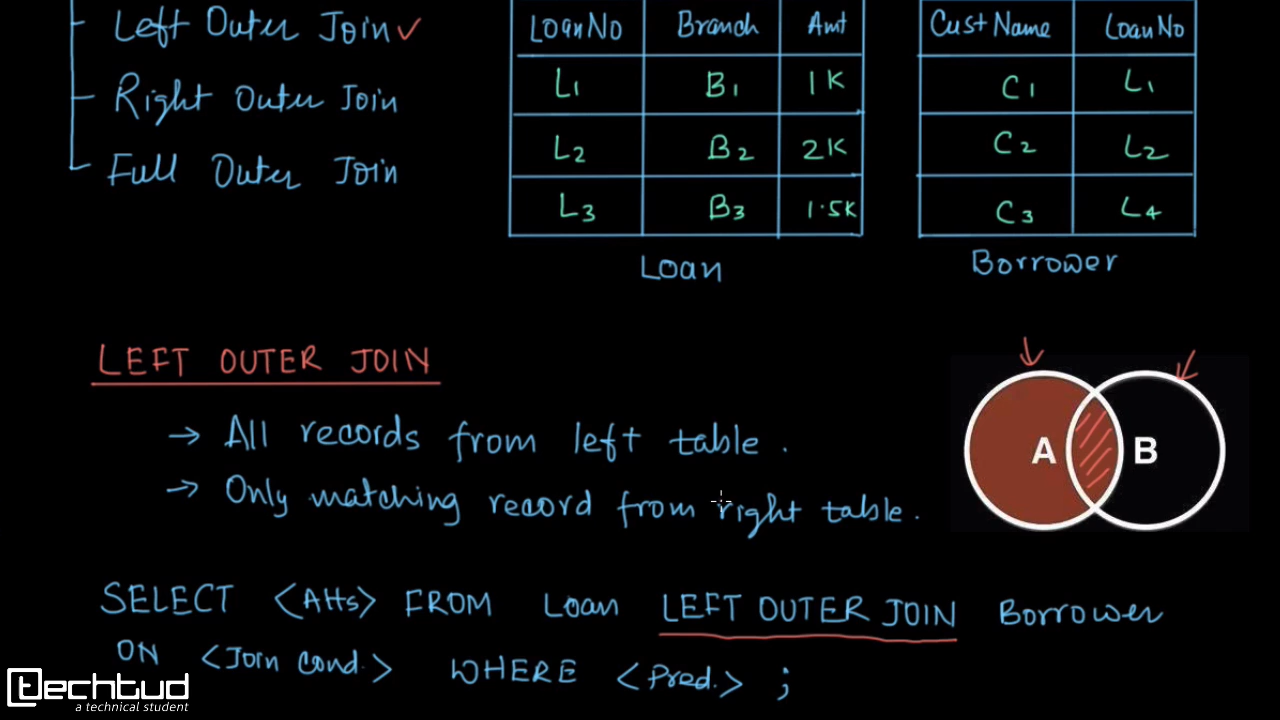 Left Outer Join
Right Outer Join
Full Outer Join
LoanNo Branch Amt
L1 B1 1K
L2 B2 2K
L3 B3 1.5K
Loan
CustName LoanNo
C1 L1
C2 L2
C3 L4
Borrower
LEFT OUTER JOIN
→ All records from left table.
→ Only matching record from right table.
A B
SELECT <Atts> FROM Loan LEFT OUTER JOIN Borrower
ON <Join Cond.> WHERE <Pred.> ;
techtud
a technical student